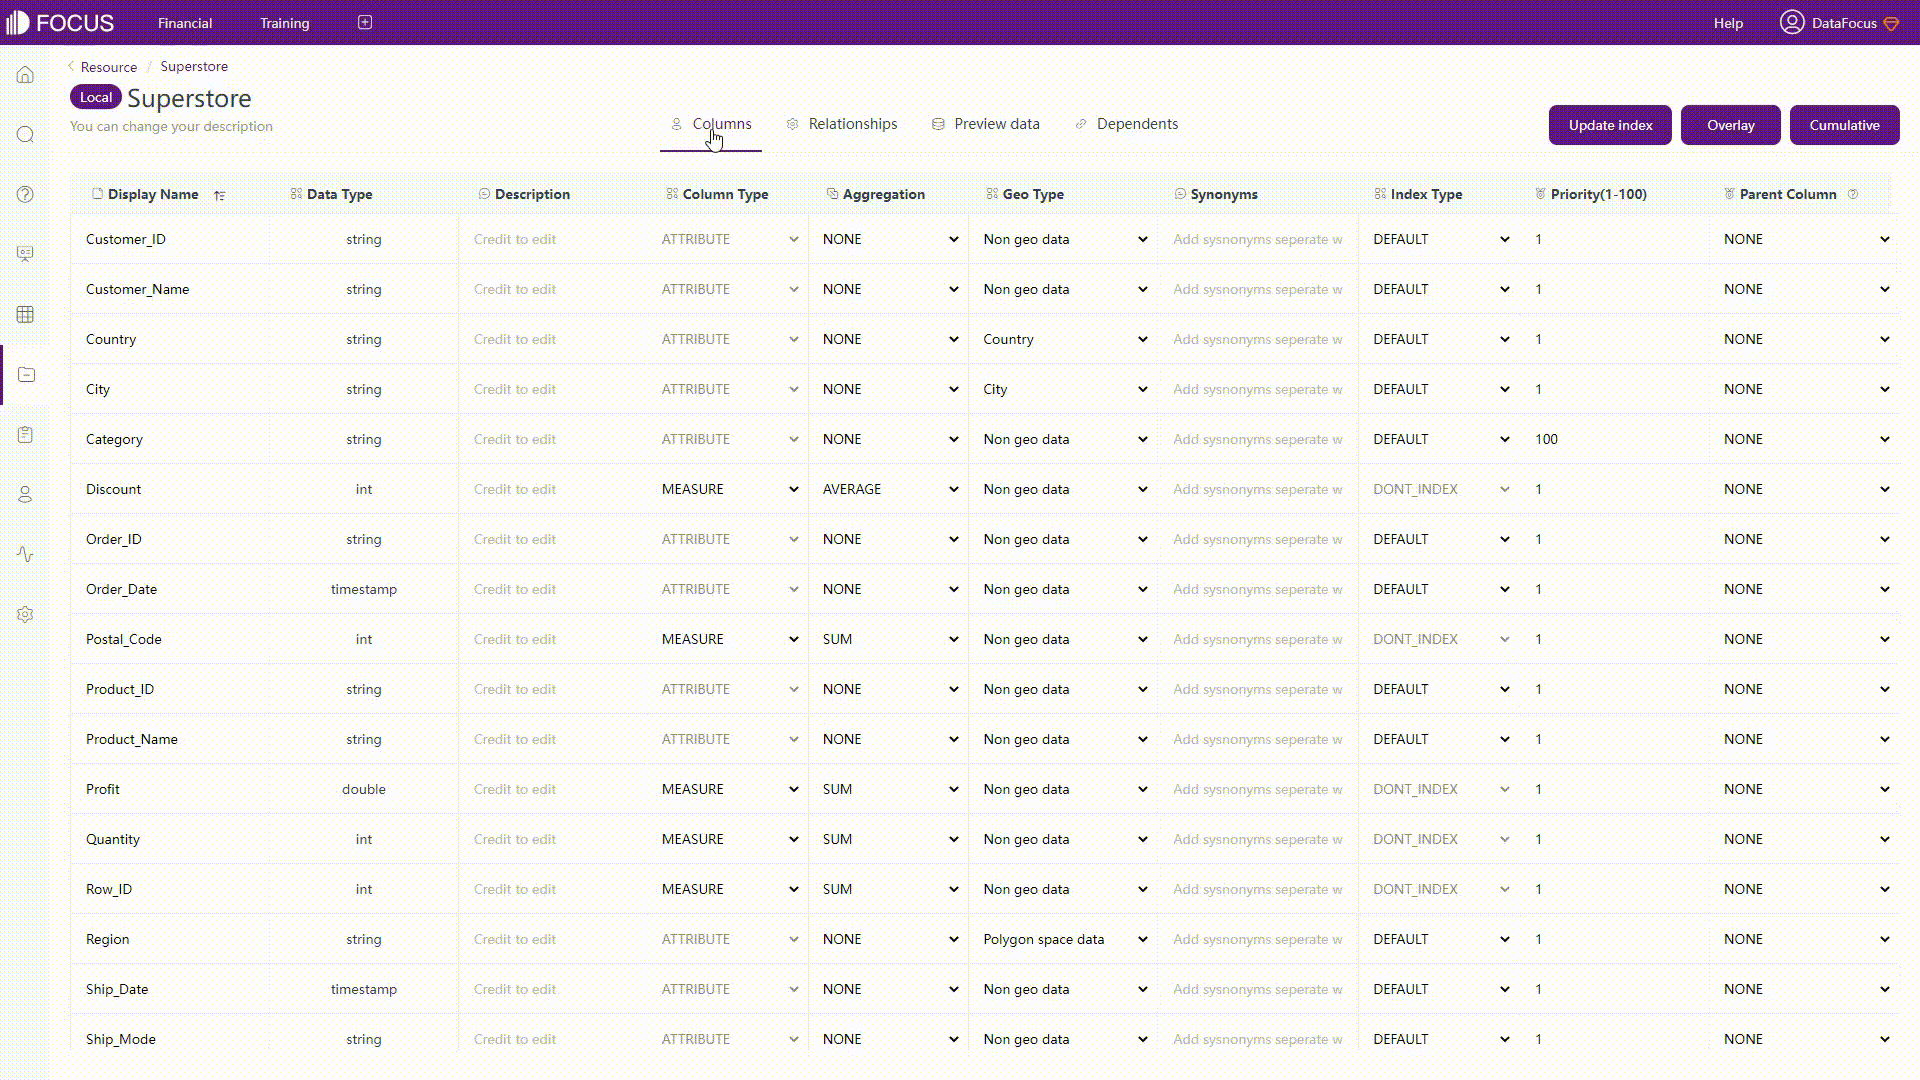 FOCUS Financial Training Help DataFocus
Resource / Superstore
Local Superstore
You can change your description
Columns Relationships Preview data Dependents
Update index Overlay Cumulative
Display Name Data Type Description Column Type Aggregation Geo Type Synonyms Index Type Priority(1-100) Parent Column
Customer_ID string Credit to edit ATTRIBUTE NONE Non geo data Add sysnonyms seperate w DEFAULT 1 NONE
Customer_Name string Credit to edit ATTRIBUTE NONE Non geo data Add sysnonyms seperate w DEFAULT 1 NONE
Country string Credit to edit ATTRIBUTE NONE Country Add sysnonyms seperate w DEFAULT 1 NONE
City string Credit to edit ATTRIBUTE NONE City Add sysnonyms seperate w DEFAULT 1 NONE
Category string Credit to edit ATTRIBUTE NONE Non geo data Add sysnonyms seperate w DEFAULT 100 NONE
Discount int Credit to edit MEASURE AVERAGE Non geo data Add sysnonyms seperate w DONT_INDEX 1 NONE
Order_ID string Credit to edit ATTRIBUTE NONE Non geo data Add sysnonyms seperate w DEFAULT 1 NONE
Order_Date timestamp Credit to edit ATTRIBUTE NONE Non geo data Add sysnonyms seperate w DEFAULT 1 NONE
Postal_Code int Credit to edit MEASURE SUM Non geo data Add sysnonyms seperate w DONT_INDEX 1 NONE
Product_ID string Credit to edit ATTRIBUTE NONE Non geo data Add sysnonyms seperate w DEFAULT 1 NONE
Product_Name string Credit to edit ATTRIBUTE NONE Non geo data Add sysnonyms seperate w DEFAULT 1 NONE
Profit double Credit to edit MEASURE SUM Non geo data Add sysnonyms seperate w DONT_INDEX 1 NONE
Quantity int Credit to edit MEASURE SUM Non geo data Add sysnonyms seperate w DONT_INDEX 1 NONE
Row_ID int Credit to edit MEASURE SUM Non geo data Add sysnonyms seperate w DONT_INDEX 1 NONE
Region string Credit to edit ATTRIBUTE NONE Polygon space data Add sysnonyms seperate w DEFAULT 1 NONE
Ship_Date timestamp Credit to edit ATTRIBUTE NONE Non geo data Add sysnonyms seperate w DEFAULT 1 NONE
Ship_Mode string Credit to edit ATTRIBUTE NONE Non geo data Add sysnonyms seperate w DEFAULT 1 NONE